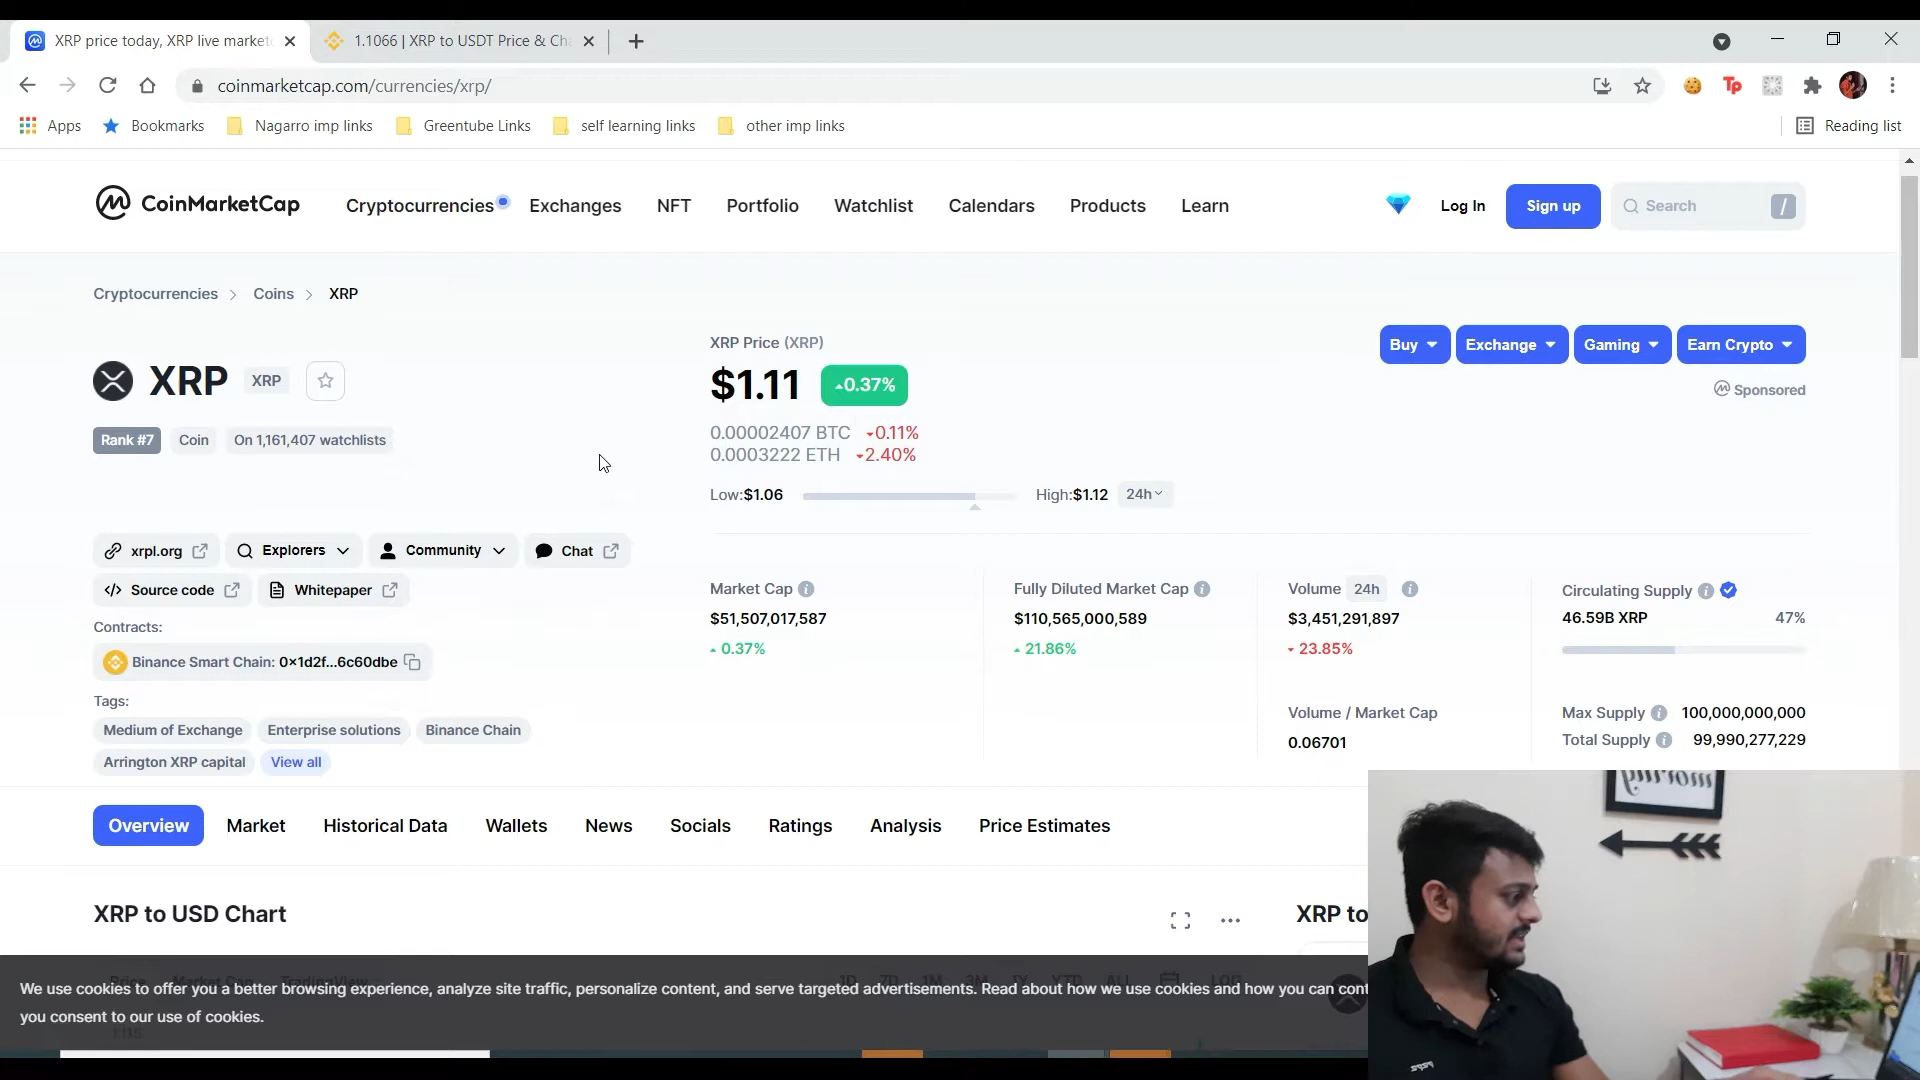 XRP price today, XRP live market
1.1066 | XRP to USDT Price & Cha
coinmarketcap.com/currencies/xrp/
Tp
Apps
Bookmarks
Nagarro imp links
Greentube Links
self learning links
other imp links
Reading list
CoinMarketCap
Cryptocurrencies
Exchanges
NFT
Portfolio
Watchlist
Calendars
Products
Learn
Log In
Sign up
Search
/
Cryptocurrencies > Coins > XRP
XRP
XRP
Rank #7
Coin
On 1,161,407 watchlists
XRP Price (XRP)
$1.11
0.37%
0.00002407 BTC 0.11%
0.0003222 ETH 2.40%
Low:$1.06
High:$1.12
24h
Buy
Exchange
Gaming
Earn Crypto
Sponsored
xrpl.org
Explorers
Community
Chat
Source code
Whitepaper
Contracts:
Binance Smart Chain: 0x1d2f...6c60dbe
Tags:
Medium of Exchange
Enterprise solutions
Binance Chain
Arrington XRP capital
View all
Market Cap
$51,507,017,587
0.37%
Fully Diluted Market Cap
$110,565,000,589
21.86%
Volume 24h
$3,451,291,897
23.85%
Volume / Market Cap
0.06701
Circulating Supply
46.59B XRP
47%
Max Supply 100,000,000,000
Total Supply 99,990,277,229
Overview
Market
Historical Data
Wallets
News
Socials
Ratings
Analysis
Price Estimates
XRP to USD Chart
XRP to
We use cookies to offer you a better browsing experience, analyze site traffic, personalize content, and serve targeted advertisements. Read about how we use cookies and how you can cont
you consent to our use of cookies.